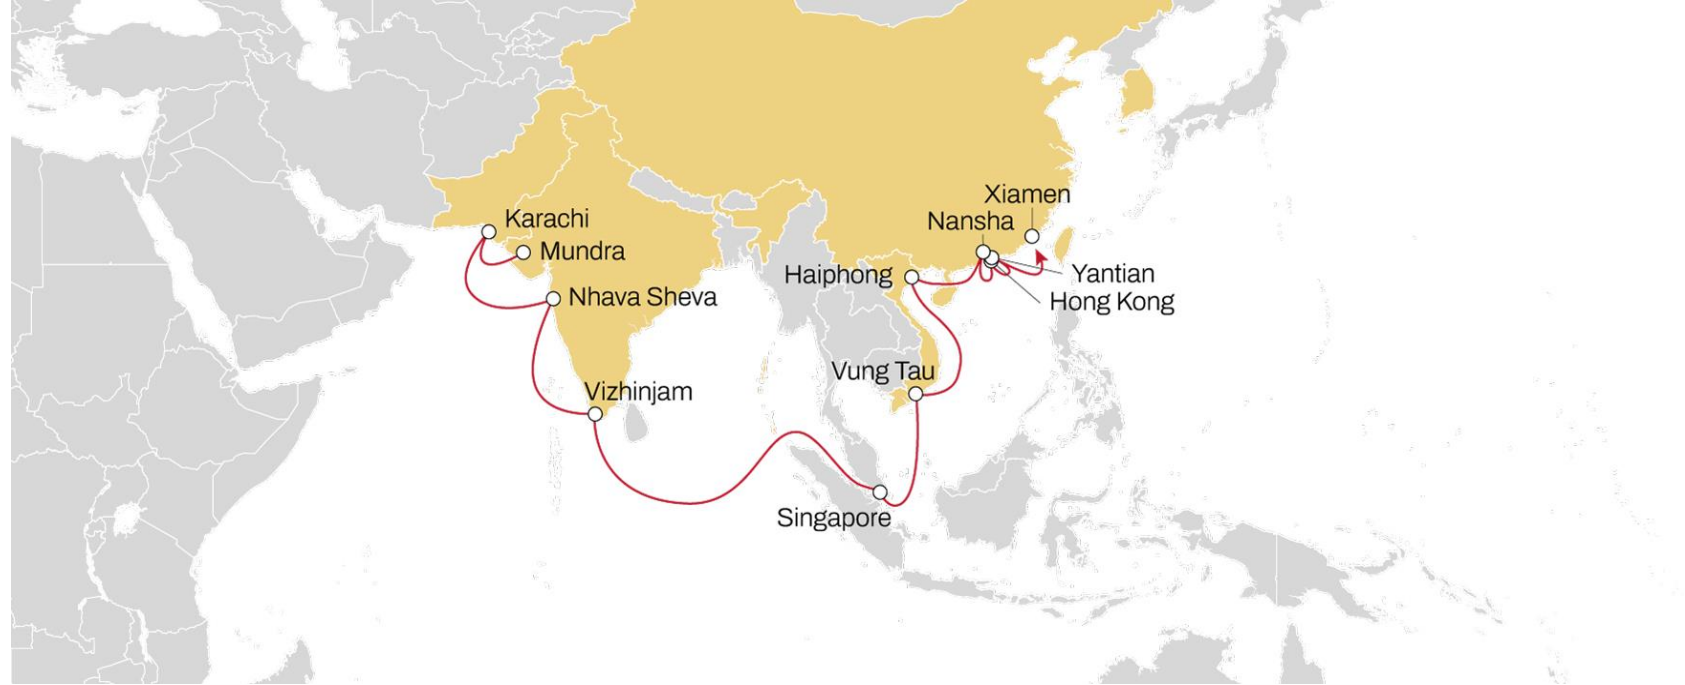 Xiamen
Nansha
Karachi
Mundra
Haiphong
Yantian
Nhava Sheva
Hong Kong
Vung Tau
Vizhinjam
Singapore